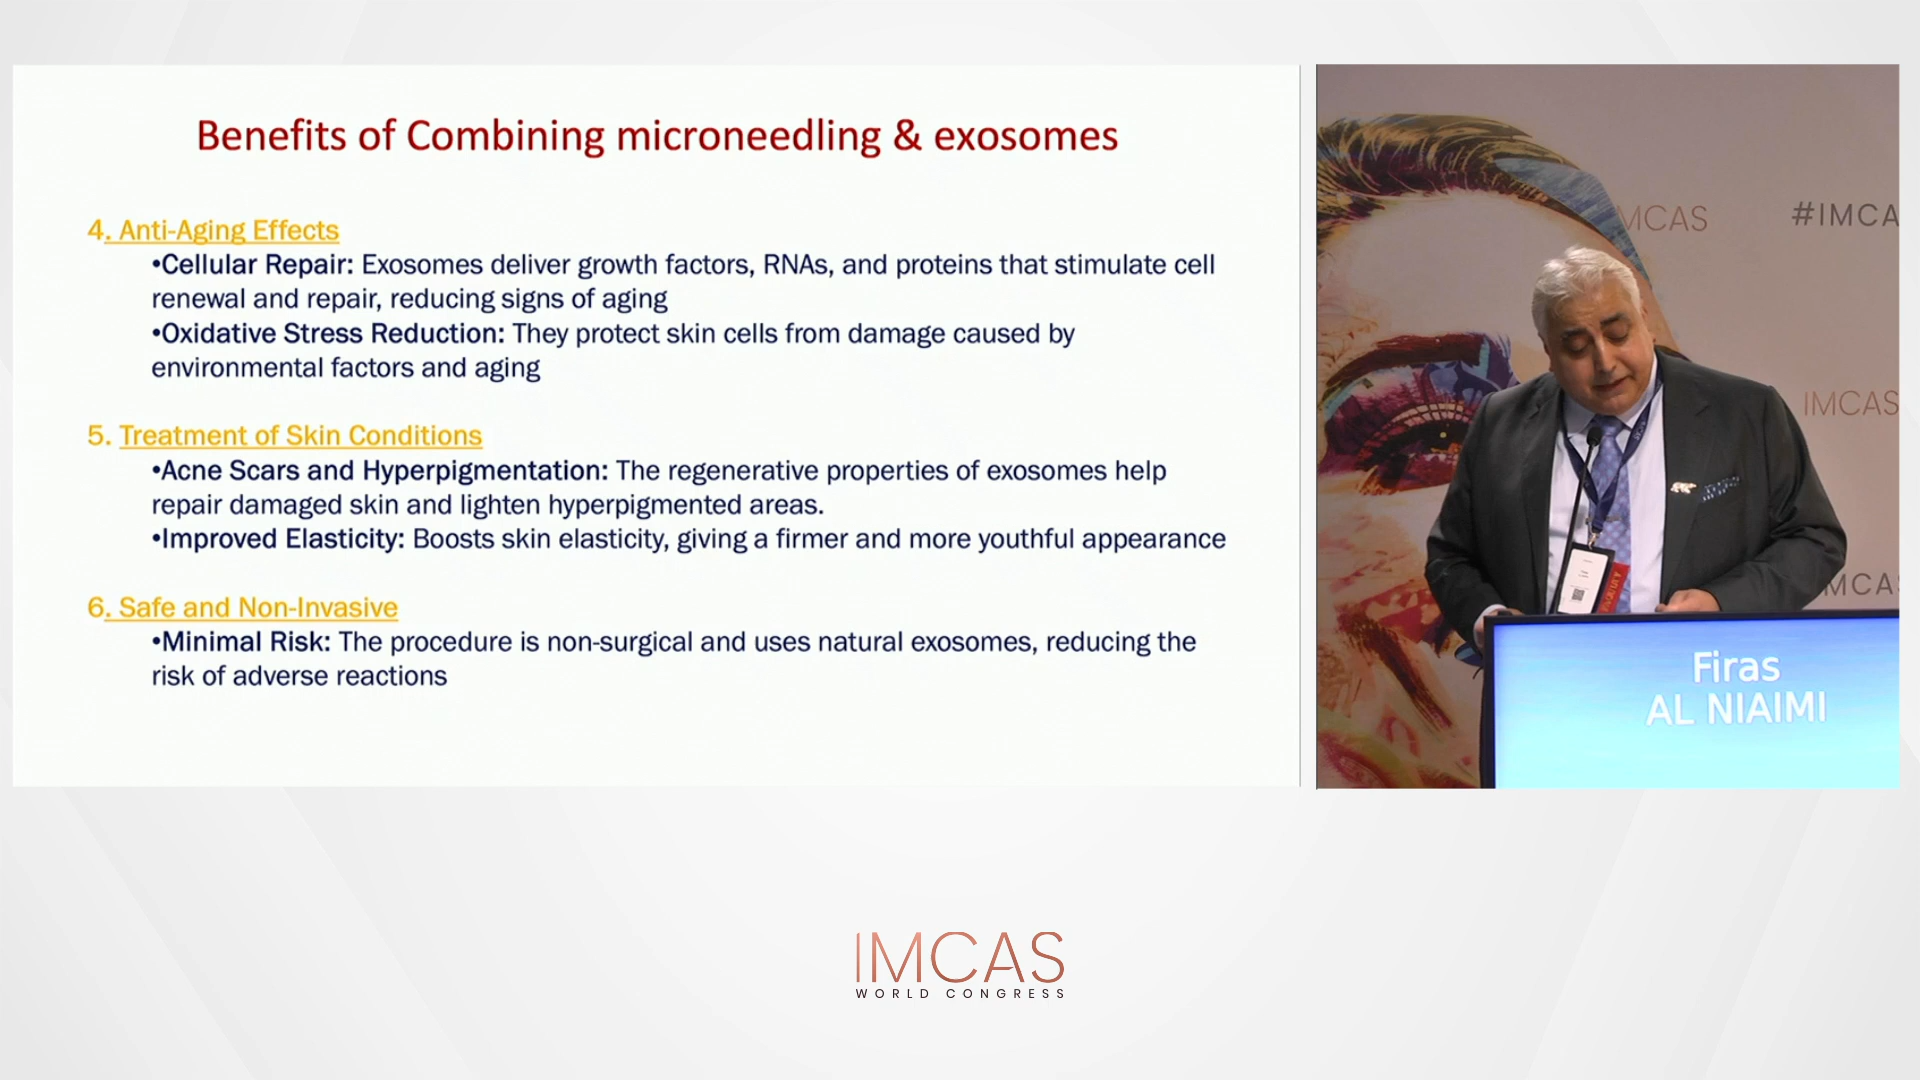 Benefits of Combining microneedling & exosomes
4. Anti-Aging Effects
•Cellular Repair: Exosomes deliver growth factors, RNAs, and proteins that stimulate cell
renewal and repair, reducing signs of aging
•Oxidative Stress Reduction: They protect skin cells from damage caused by
environmental factors and aging
5. Treatment of Skin Conditions
•Acne Scars and Hyperpigmentation: The regenerative properties of exosomes help
repair damaged skin and lighten hyperpigmented areas.
•Improved Elasticity: Boosts skin elasticity, giving a firmer and more youthful appearance
6. Safe and Non-Invasive
•Minimal Risk: The procedure is non-surgical and uses natural exosomes, reducing the
risk of adverse reactions
MCAS
#IMCA
IMCAS
MCAS
FACULTY
Firas
AL NIAIMI
IMCAS
WORLD CONGRESS